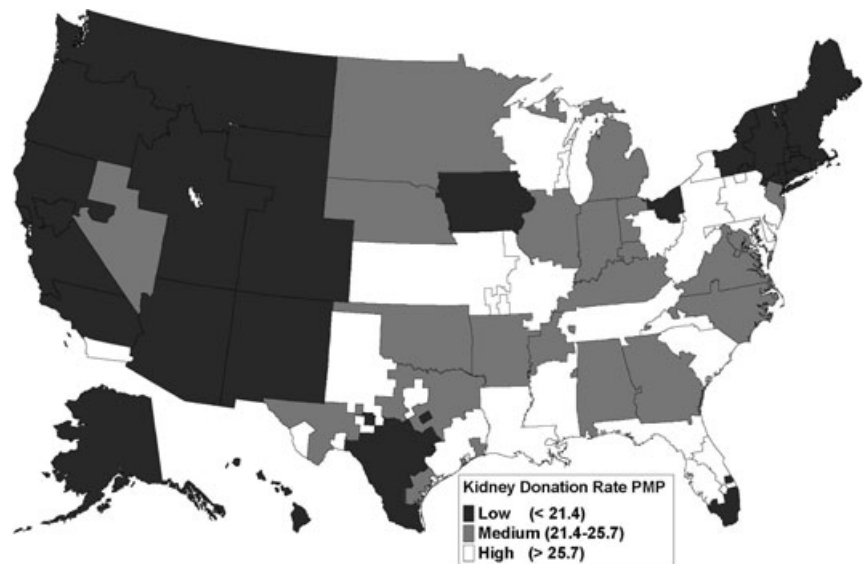 Kidney Donation Rate PMP
Low (< 21.4)
Medium (21.4-25.7)
High (> 25.7)